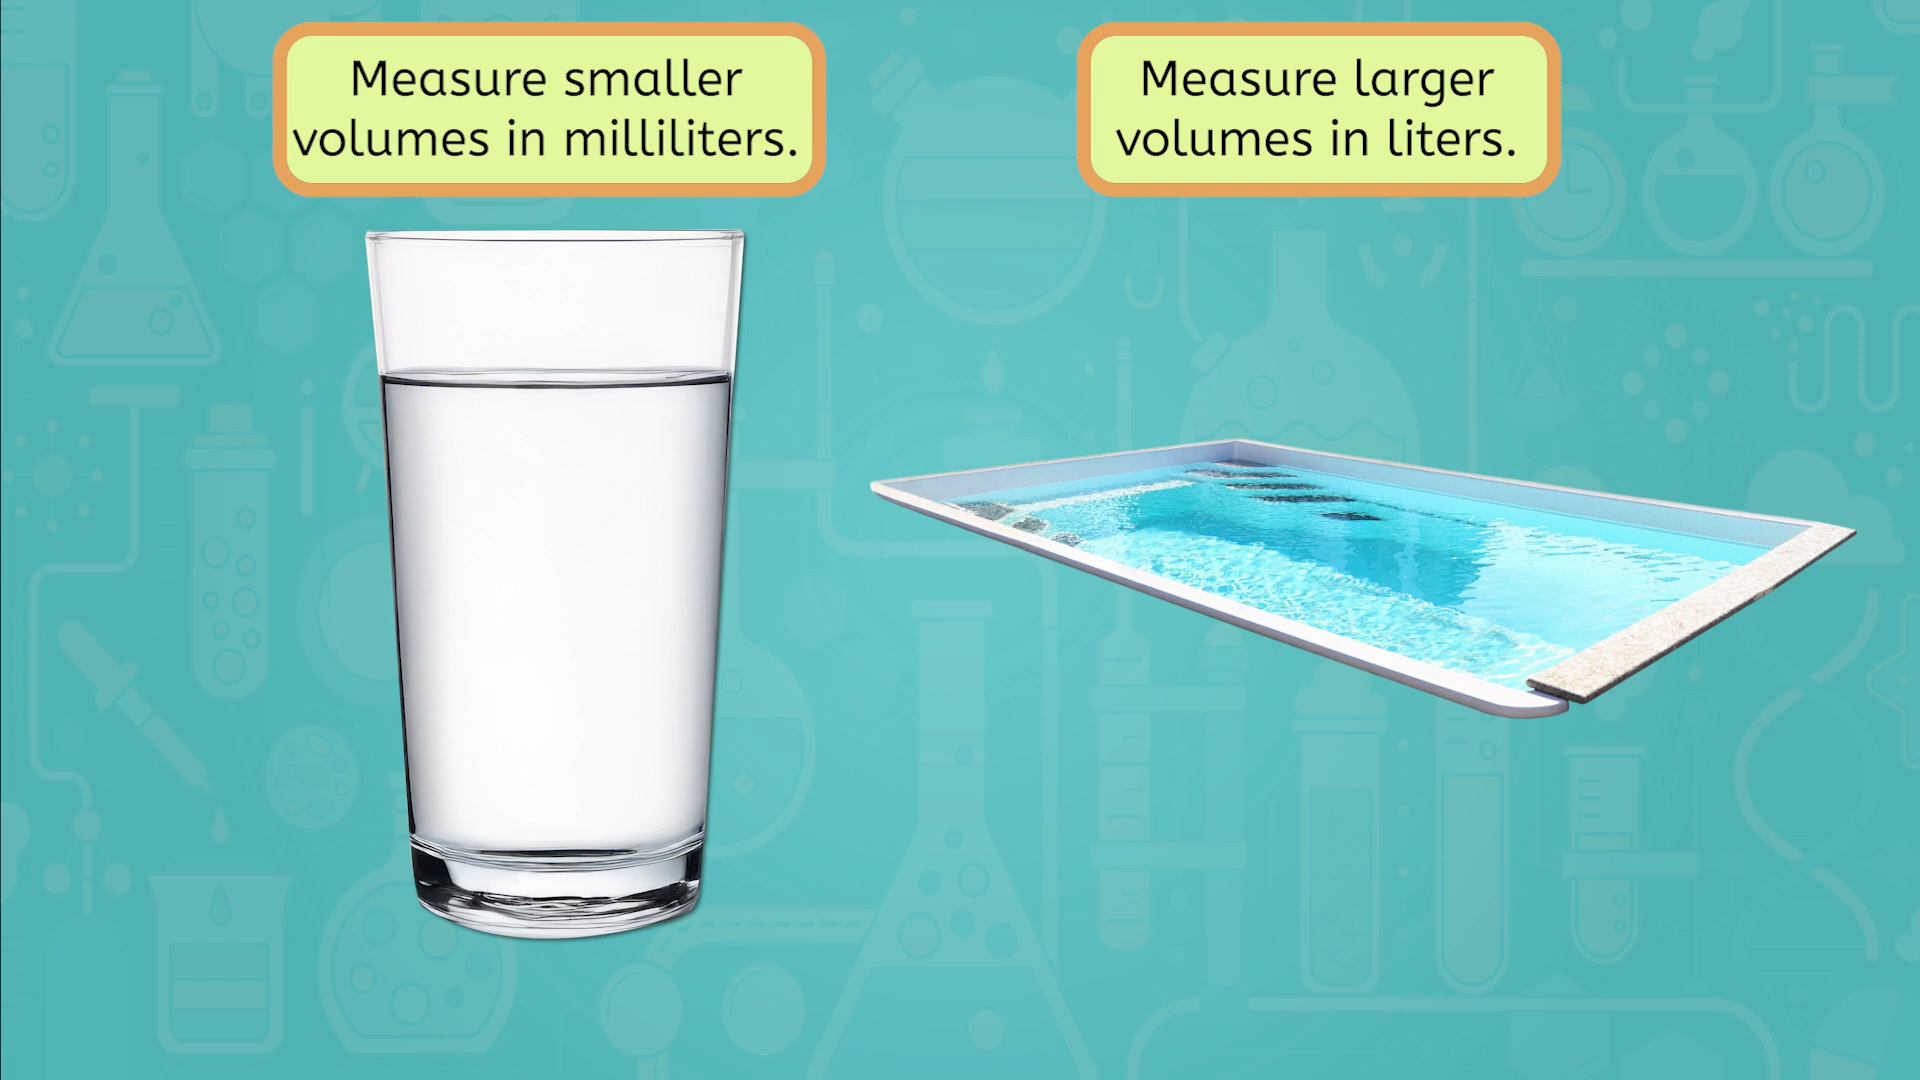 Measure smaller
volumes in milliliters.
Measure larger
volumes in liters.